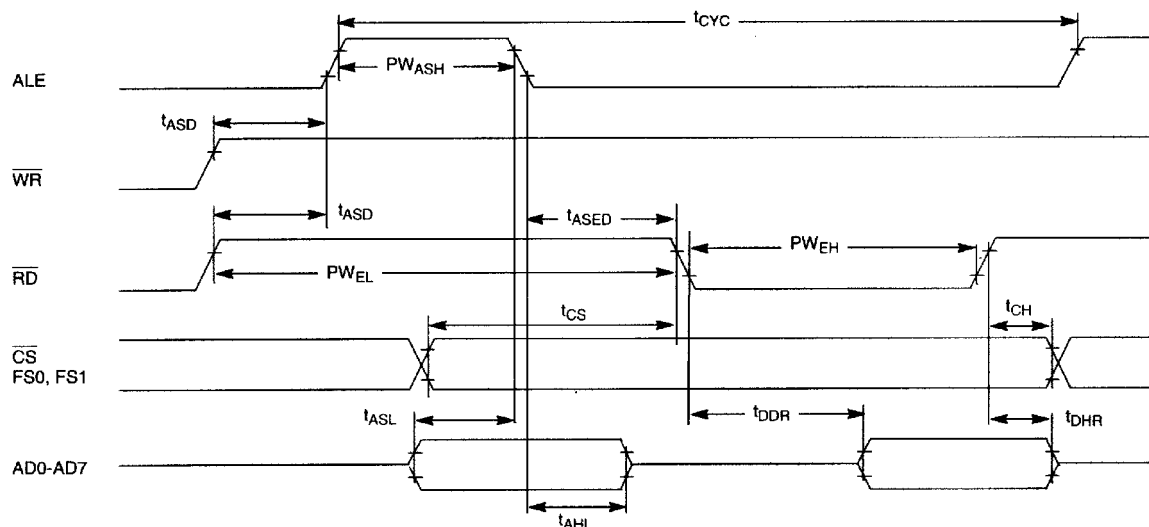 tCYC
ALE
PWASH
tASD
WR
tASD
tASED
RD
PWEL
PWEH
tCS
tCH
CS
FS0, FS1
tASL
tDDR
tDHR
AD0-AD7
tAHL